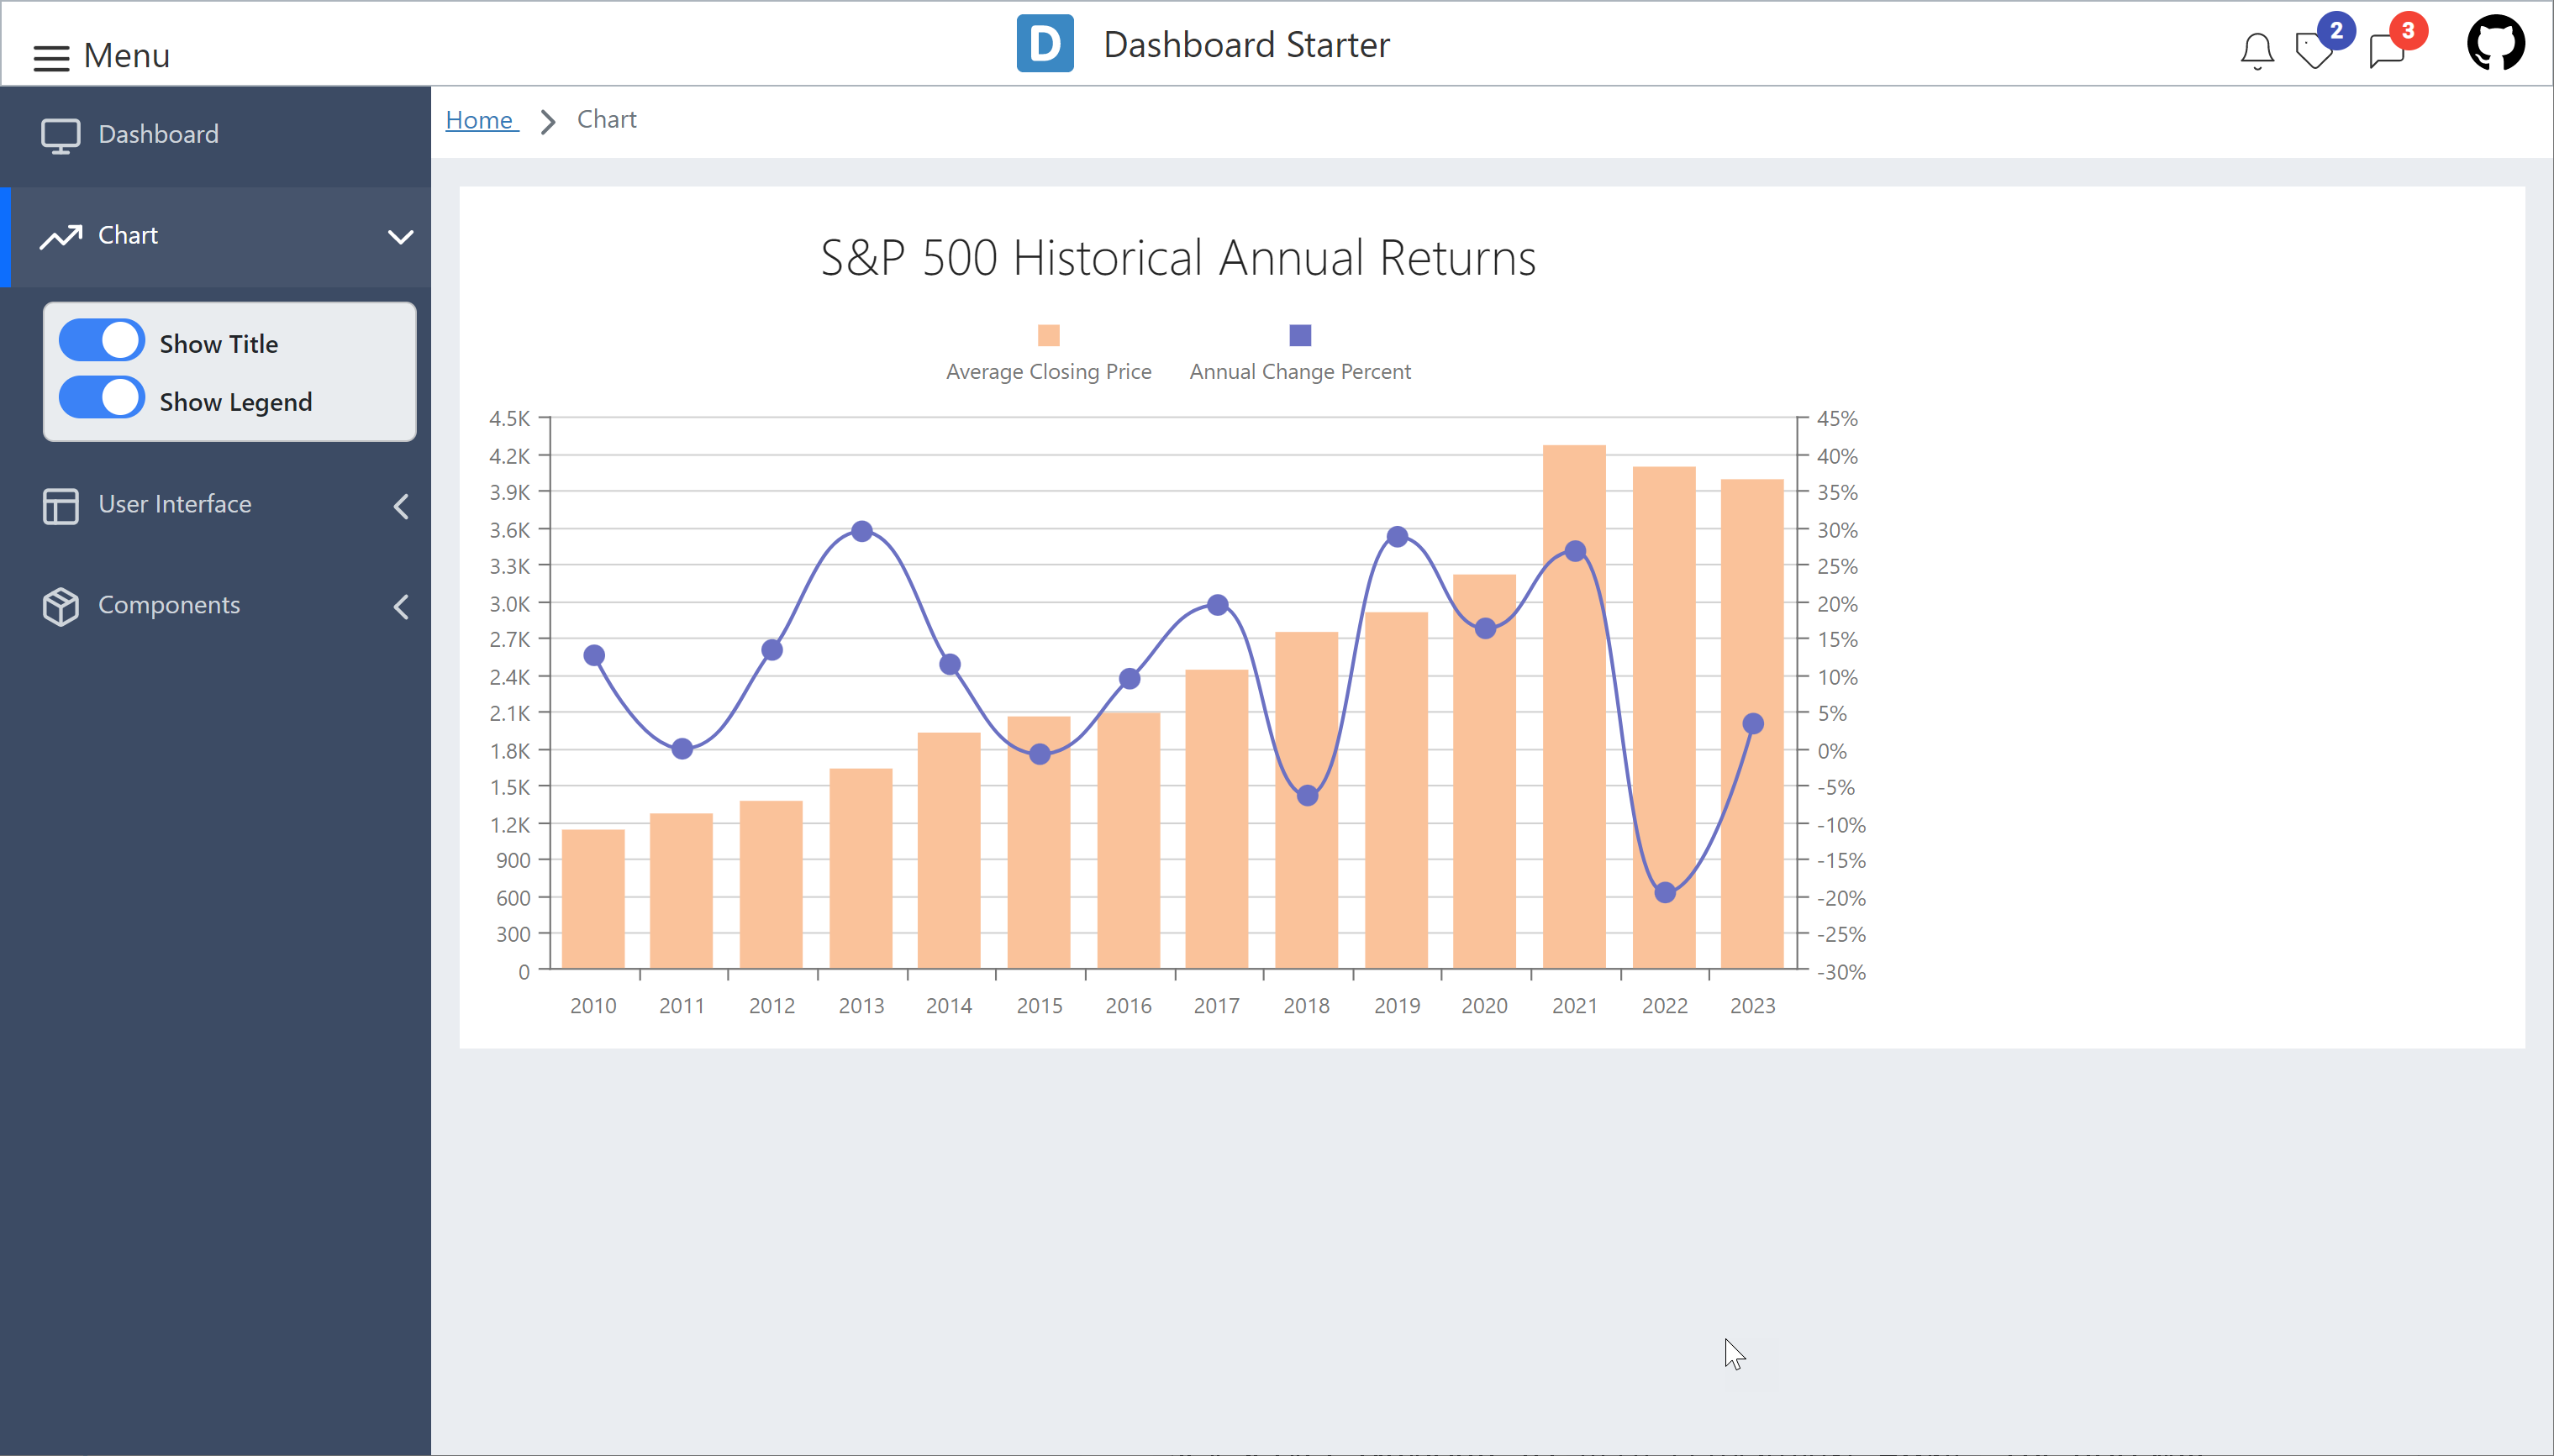 Menu
D
Dashboard Starter
2
3
Dashboard
Chart
Show Title
Show Legend
User Interface
Components
Home
Chart
S&P 500 Historical Annual Returns
Average Closing Price
Annual Change Percent
4.5K
4.2K
3.9K
3.6K
3.3K
3.0K
2.7K
2.4K
2.1K
1.8K
1.5K
1.2K
900
600
300
0
45%
40%
35%
30%
25%
20%
15%
10%
5%
0%
-5%
-10%
-15%
-20%
-25%
-30%
2010 2011 2012 2013 2014 2015 2016 2017 2018 2019 2020 2021 2022 2023